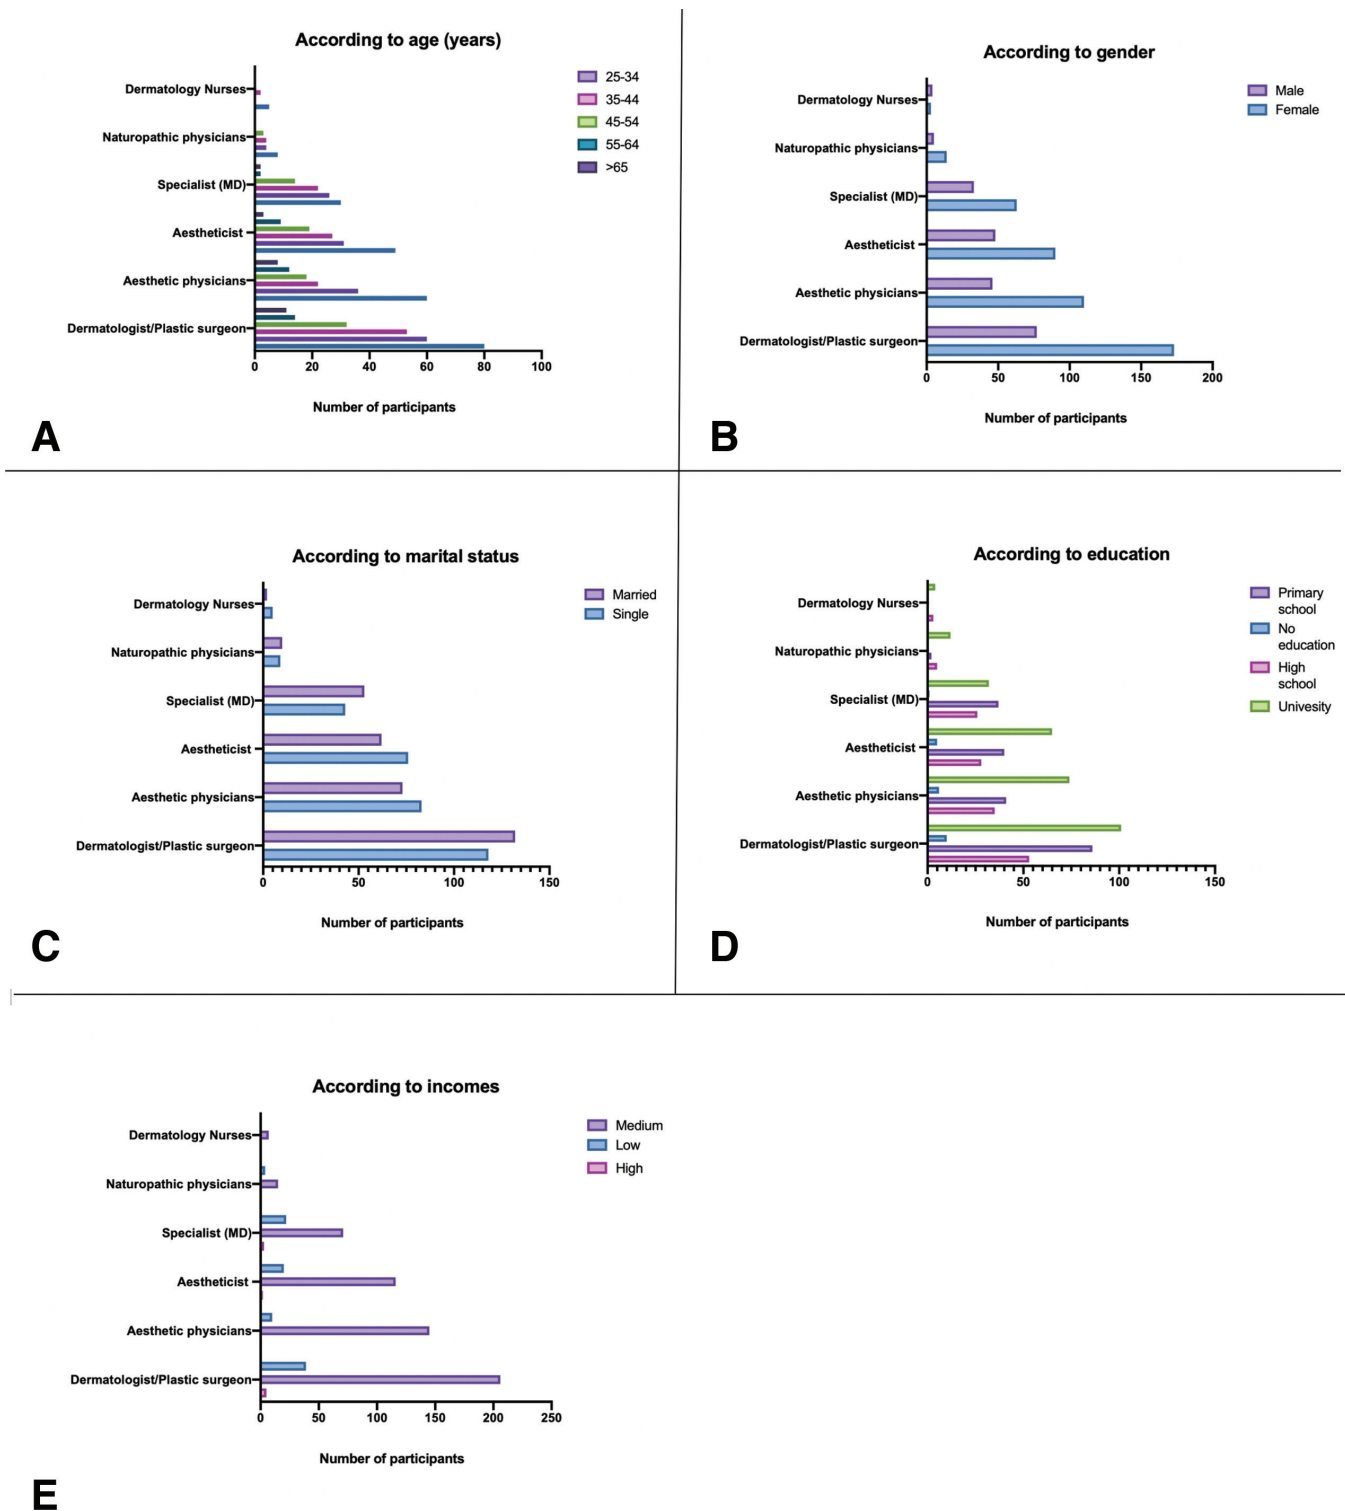 According to age (years)
Dermatology Nurses
Naturopathic physicians
Specialist (MD)
Aestheticist
Aesthetic physicians
Dermatologist/Plastic surgeon
0 20 40 60 80 100
Number of participants
25-34
35-44
45-54
55-64
>65
A
According to gender
Dermatology Nurses
Naturopathic physicians
Specialist (MD)
Aestheticist
Aesthetic physicians
Dermatologist/Plastic surgeon
0 50 100 150 200
Number of participants
Male
Female
B
According to marital status
Dermatology Nurses
Naturopathic physicians
Specialist (MD)
Aestheticist
Aesthetic physicians
Dermatologist/Plastic surgeon
0 50 100 150
Number of participants
Married
Single
C
According to education
Dermatology Nurses
Naturopathic physicians
Specialist (MD)
Aestheticist
Aesthetic physicians
Dermatologist/Plastic surgeon
0 50 100 150
Number of participants
Primary
school
No
education
High
school
Univesity
D
According to incomes
Dermatology Nurses
Naturopathic physicians
Specialist (MD)
Aestheticist
Aesthetic physicians
Dermatologist/Plastic surgeon
0 50 100 150 200 250
Number of participants
Medium
Low
High
E